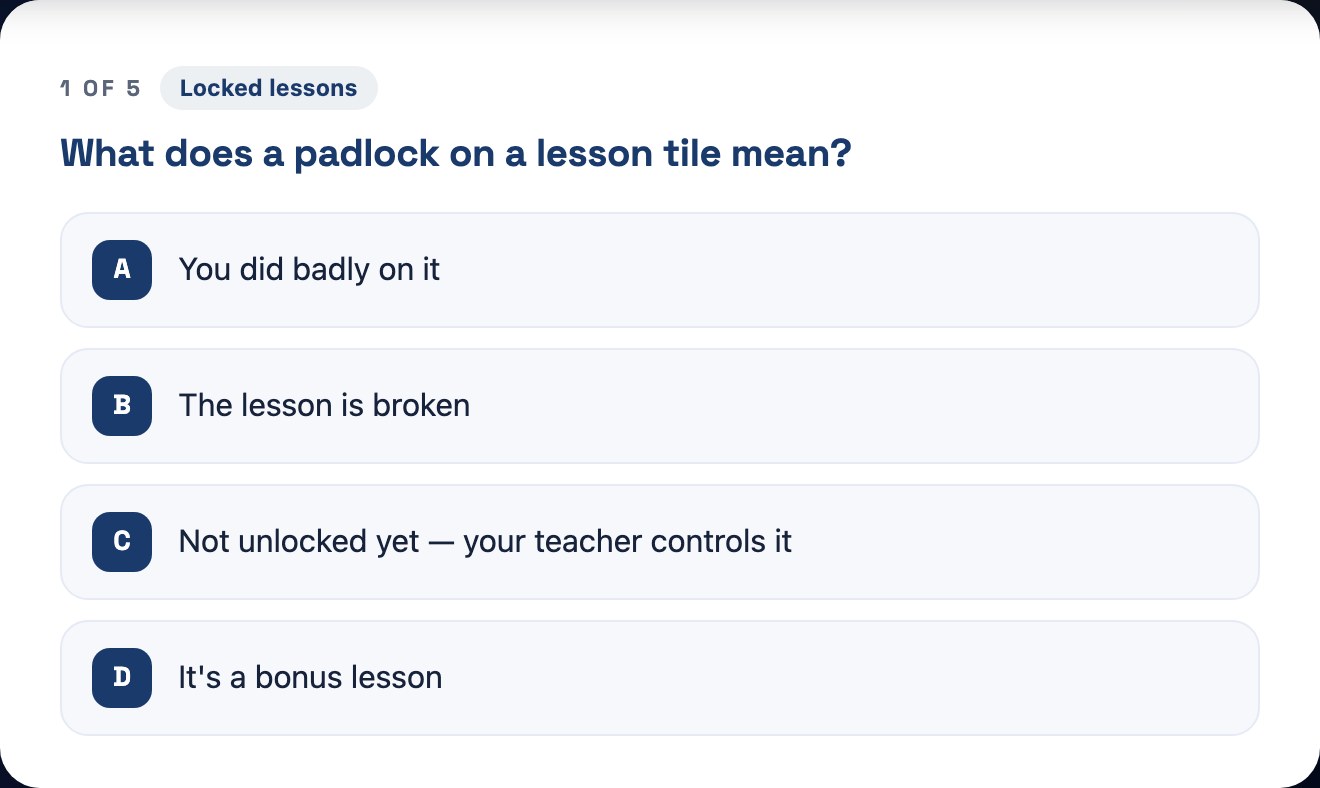 1 OF 5 Locked lessons
What does a padlock on a lesson tile mean?
A You did badly on it
B The lesson is broken
C Not unlocked yet — your teacher controls it
D It's a bonus lesson